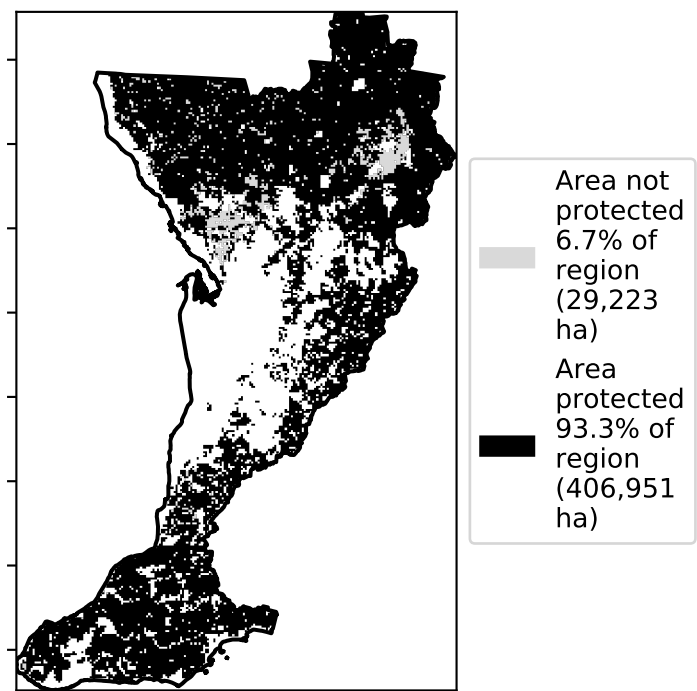 Area not
protected
6.7% of
region
(29,223
ha)
Area
protected
93.3% of
region
(406,951
ha)